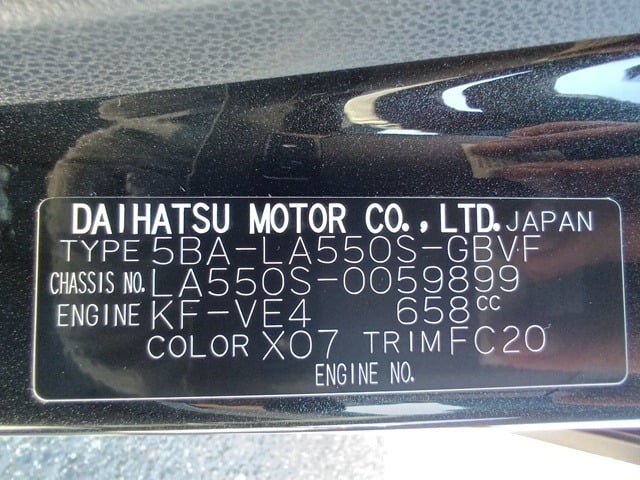 DAIHATSU MOTOR CO.,LTD. JAPAN
TYPE 5BA-LA550S-GBVF
CHASSIS NO. LA550S-0059899
ENGINE KF-VE4 658CC
COLOR X07 TRIM FC20
ENGINE NO.